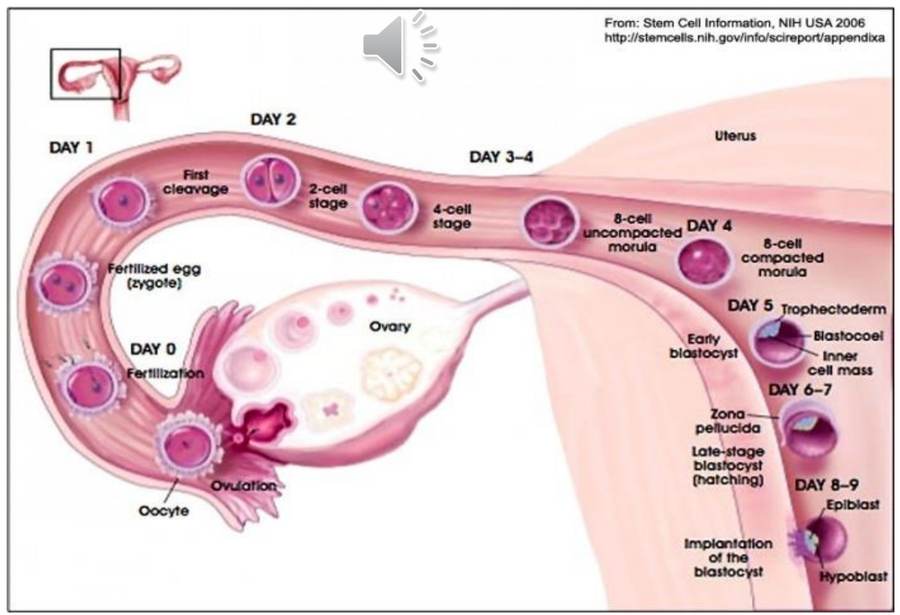 From: Stem Cell Information, NIH USA 2006
http://stemcells.nih.gov/info/scireport/appendixa
DAY 0
Fertilization
Oocyte
Ovulation
Ovary
Fertilized egg
(zygote)
DAY 1
First
cleavage
DAY 2
2-cell
stage
4-cell
stage
DAY 3–4
8-cell
uncompacted
morula
Uterus
DAY 4
8-cell
compacted
morula
DAY 5
Trophectoderm
Blastocoel
Inner
cell mass
Early
blastocyst
DAY 6–7
Zona
pellucida
Late-stage
blastocyst
(hatching)
DAY 8–9
Epiblast
Hypoblast
Implantation
of the
blastocyst